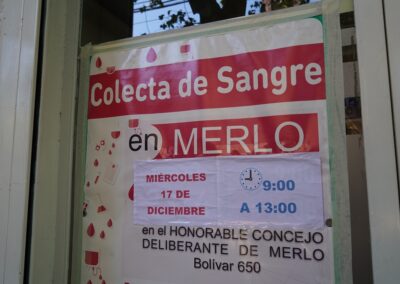 Colecta de Sangre
en MERLO
MIÉRCOLES
17 DE
DICIEMBRE
9:00
A 13:00
en el HONORABLE CONCEJO
DELIBERANTE DE MERLO
Bolivar 650